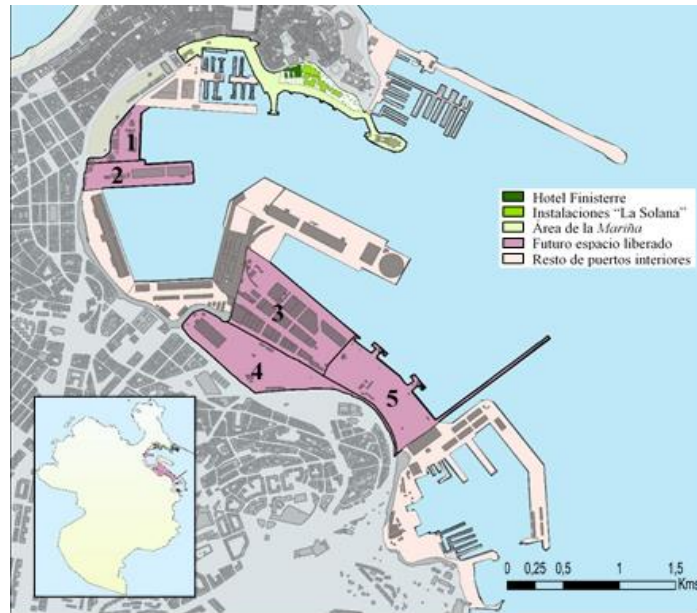 1
2
Hotel Finisterre
Instalaciones “La Solana”
Área de la Mariña
Futuro espacio liberado
Resto de puertos interiores
3
4
5
0 0,25 0,5 1 1,5
Kms